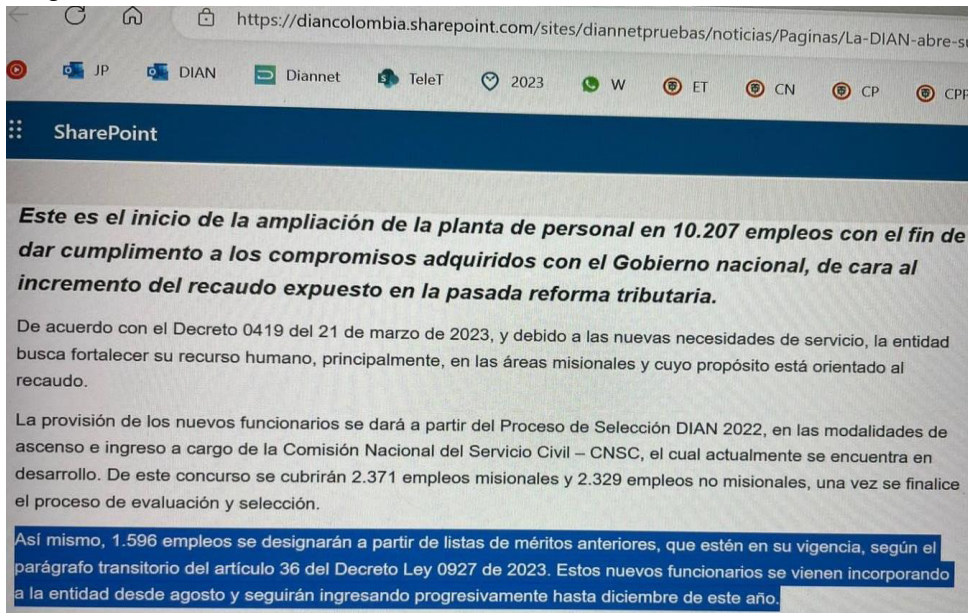 https://diancolombia.sharepoint.com/sites/diannetpruebas/noticias/Paginas/La-DIAN-abre-su
JP DIAN Diannet TeleT 2023 W ET CN CP CPP
SharePoint
Este es el inicio de la ampliación de la planta de personal en 10.207 empleos con el fin de
dar cumplimento a los compromisos adquiridos con el Gobierno nacional, de cara al
incremento del recaudo expuesto en la pasada reforma tributaria.
De acuerdo con el Decreto 0419 del 21 de marzo de 2023, y debido a las nuevas necesidades de servicio, la entidad
busca fortalecer su recurso humano, principalmente, en las áreas misionales y cuyo propósito está orientado al
recaudo.
La provisión de los nuevos funcionarios se dará a partir del Proceso de Selección DIAN 2022, en las modalidades de
ascenso e ingreso a cargo de la Comisión Nacional del Servicio Civil – CNSC, el cual actualmente se encuentra en
desarrollo. De este concurso se cubrirán 2.371 empleos misionales y 2.329 empleos no misionales, una vez se finalice
el proceso de evaluación y selección.
Así mismo, 1.596 empleos se designarán a partir de listas de méritos anteriores, que estén en su vigencia, según el
parágrafo transitorio del artículo 36 del Decreto Ley 0927 de 2023. Estos nuevos funcionarios se vienen incorporando
a la entidad desde agosto y seguirán ingresando progresivamente hasta diciembre de este año.